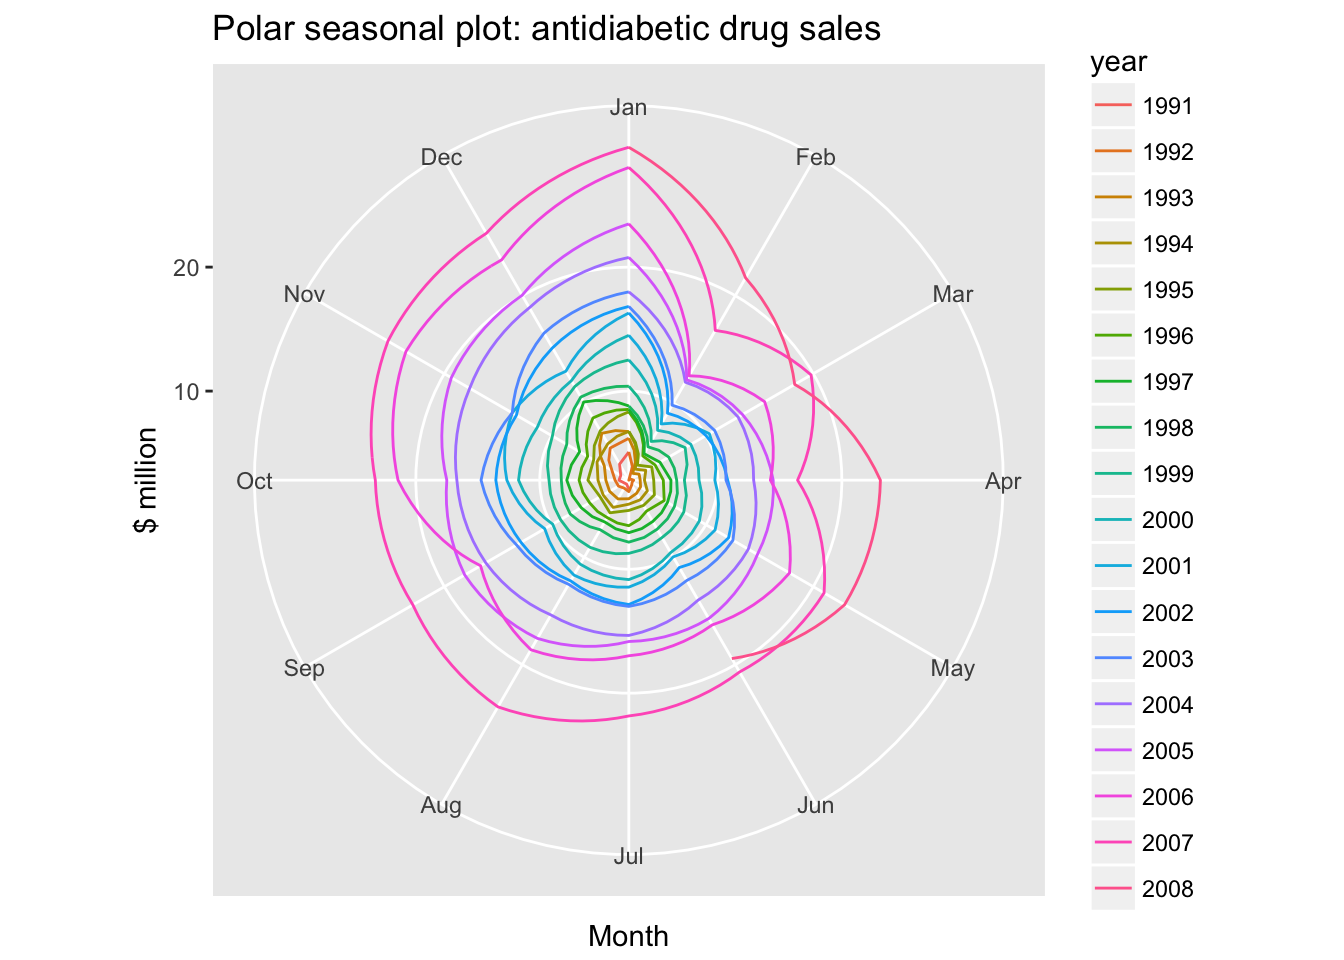 Polar seasonal plot: antidiabetic drug sales
year
1991
1992
1993
1994
1995
1996
1997
1998
1999
2000
2001
2002
2003
2004
2005
2006
2007
2008
Jan
Feb
Mar
Apr
May
Jun
Jul
Aug
Sep
Oct
Nov
Dec
20
10
$ million
Month